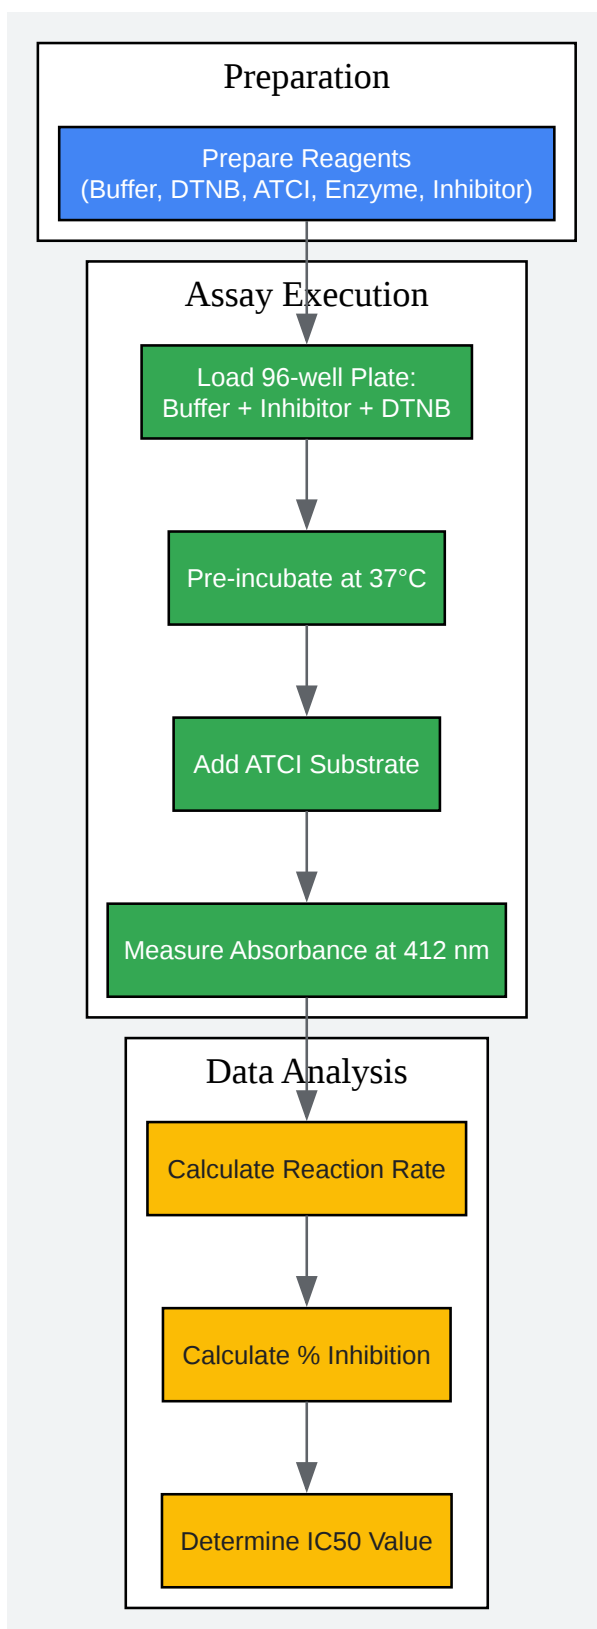 Preparation
Prepare Reagents
(Buffer, DTNB, ATCI, Enzyme, Inhibitor)
Assay Execution
Load 96-well Plate:
Buffer + Inhibitor + DTNB
Pre-incubate at 37°C
Add ATCI Substrate
Measure Absorbance at 412 nm
Data Analysis
Calculate Reaction Rate
Calculate % Inhibition
Determine IC50 Value